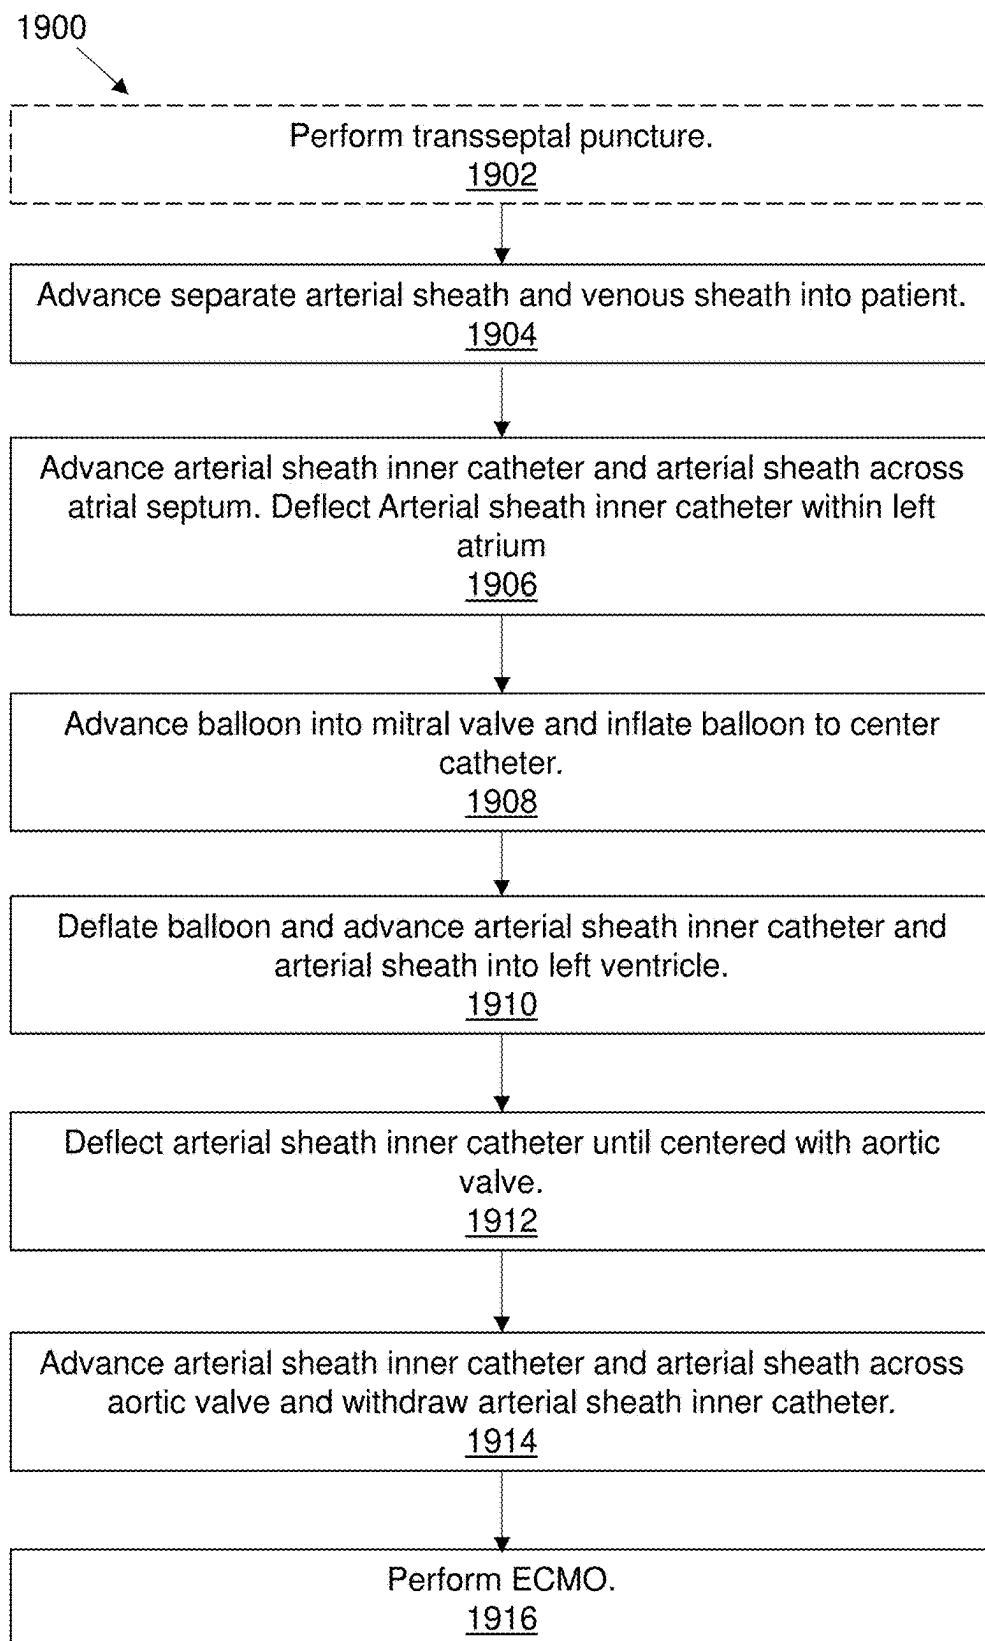 1900
Perform transseptal puncture.
1902
Advance separate arterial sheath and venous sheath into patient.
1904
Advance arterial sheath inner catheter and arterial sheath across
atrial septum. Deflect Arterial sheath inner catheter within left
atrium
1906
Advance balloon into mitral valve and inflate balloon to center
catheter.
1908
Deflate balloon and advance arterial sheath inner catheter and
arterial sheath into left ventricle.
1910
Deflect arterial sheath inner catheter until centered with aortic
valve.
1912
Advance arterial sheath inner catheter and arterial sheath across
aortic valve and withdraw arterial sheath inner catheter.
1914
Perform ECMO.
1916